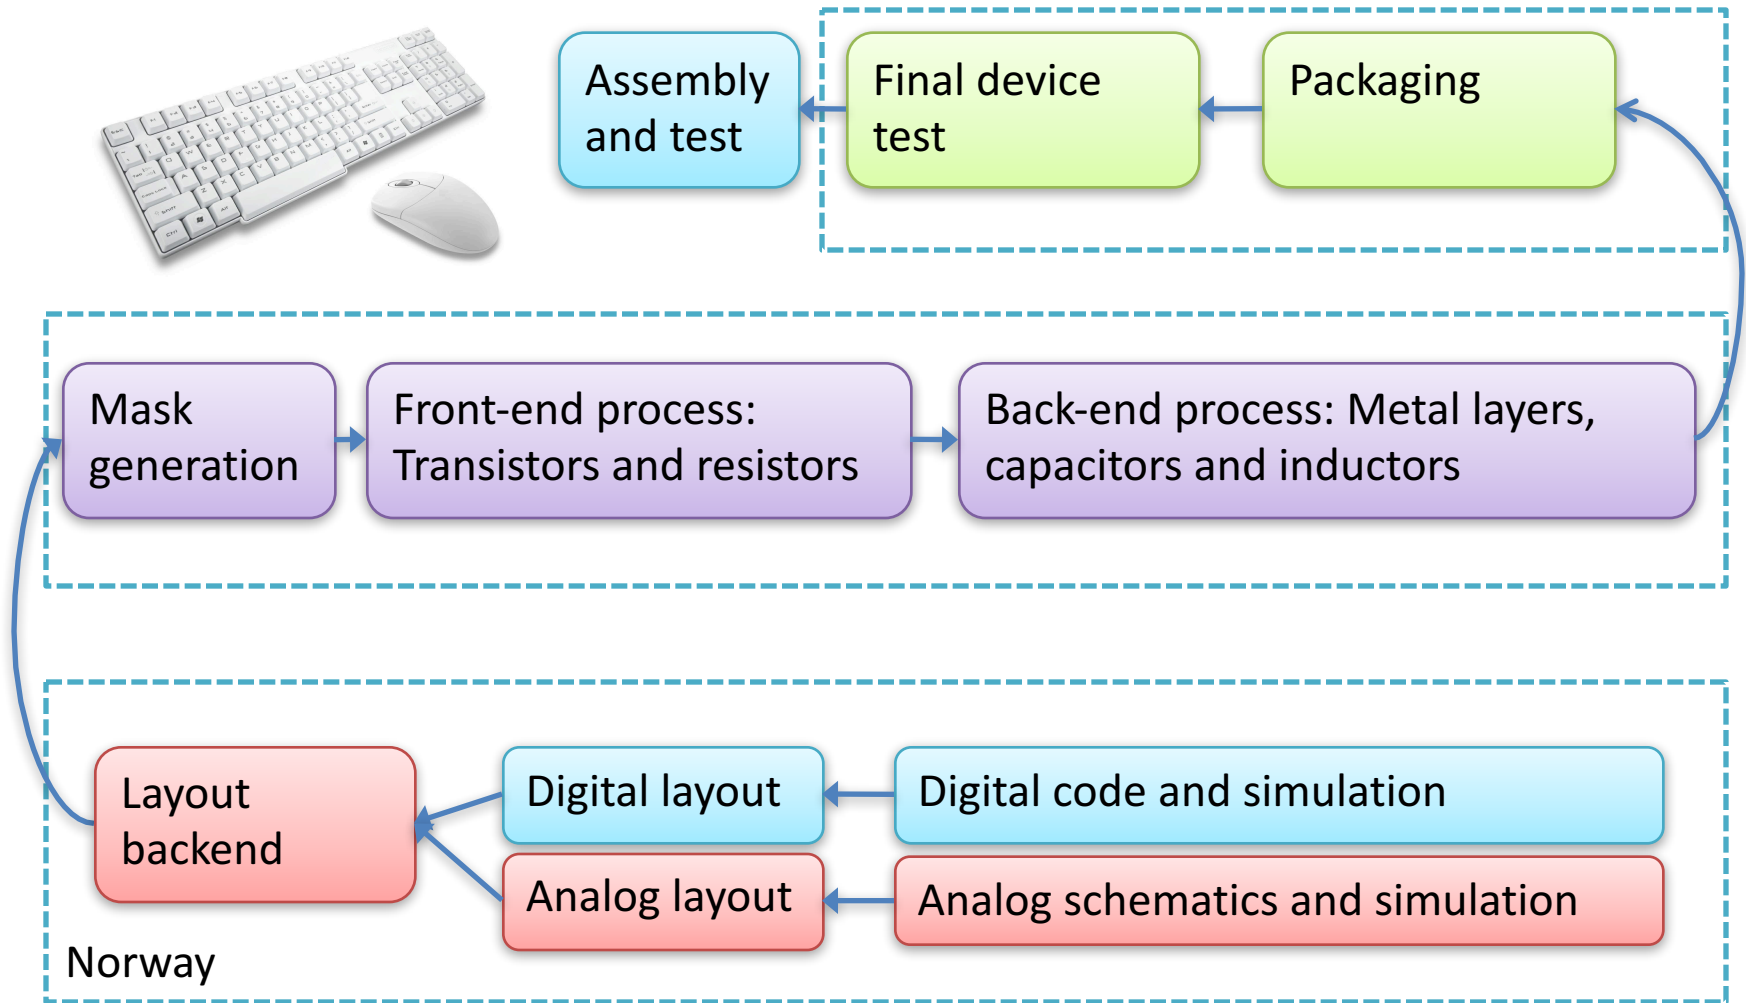 Assembly
and test
Final device
test
Packaging
Mask
generation
Front-end process:
Transistors and resistors
Back-end process: Metal layers,
capacitors and inductors
Layout
backend
Digital layout
Digital code and simulation
Analog layout
Analog schematics and simulation
Norway